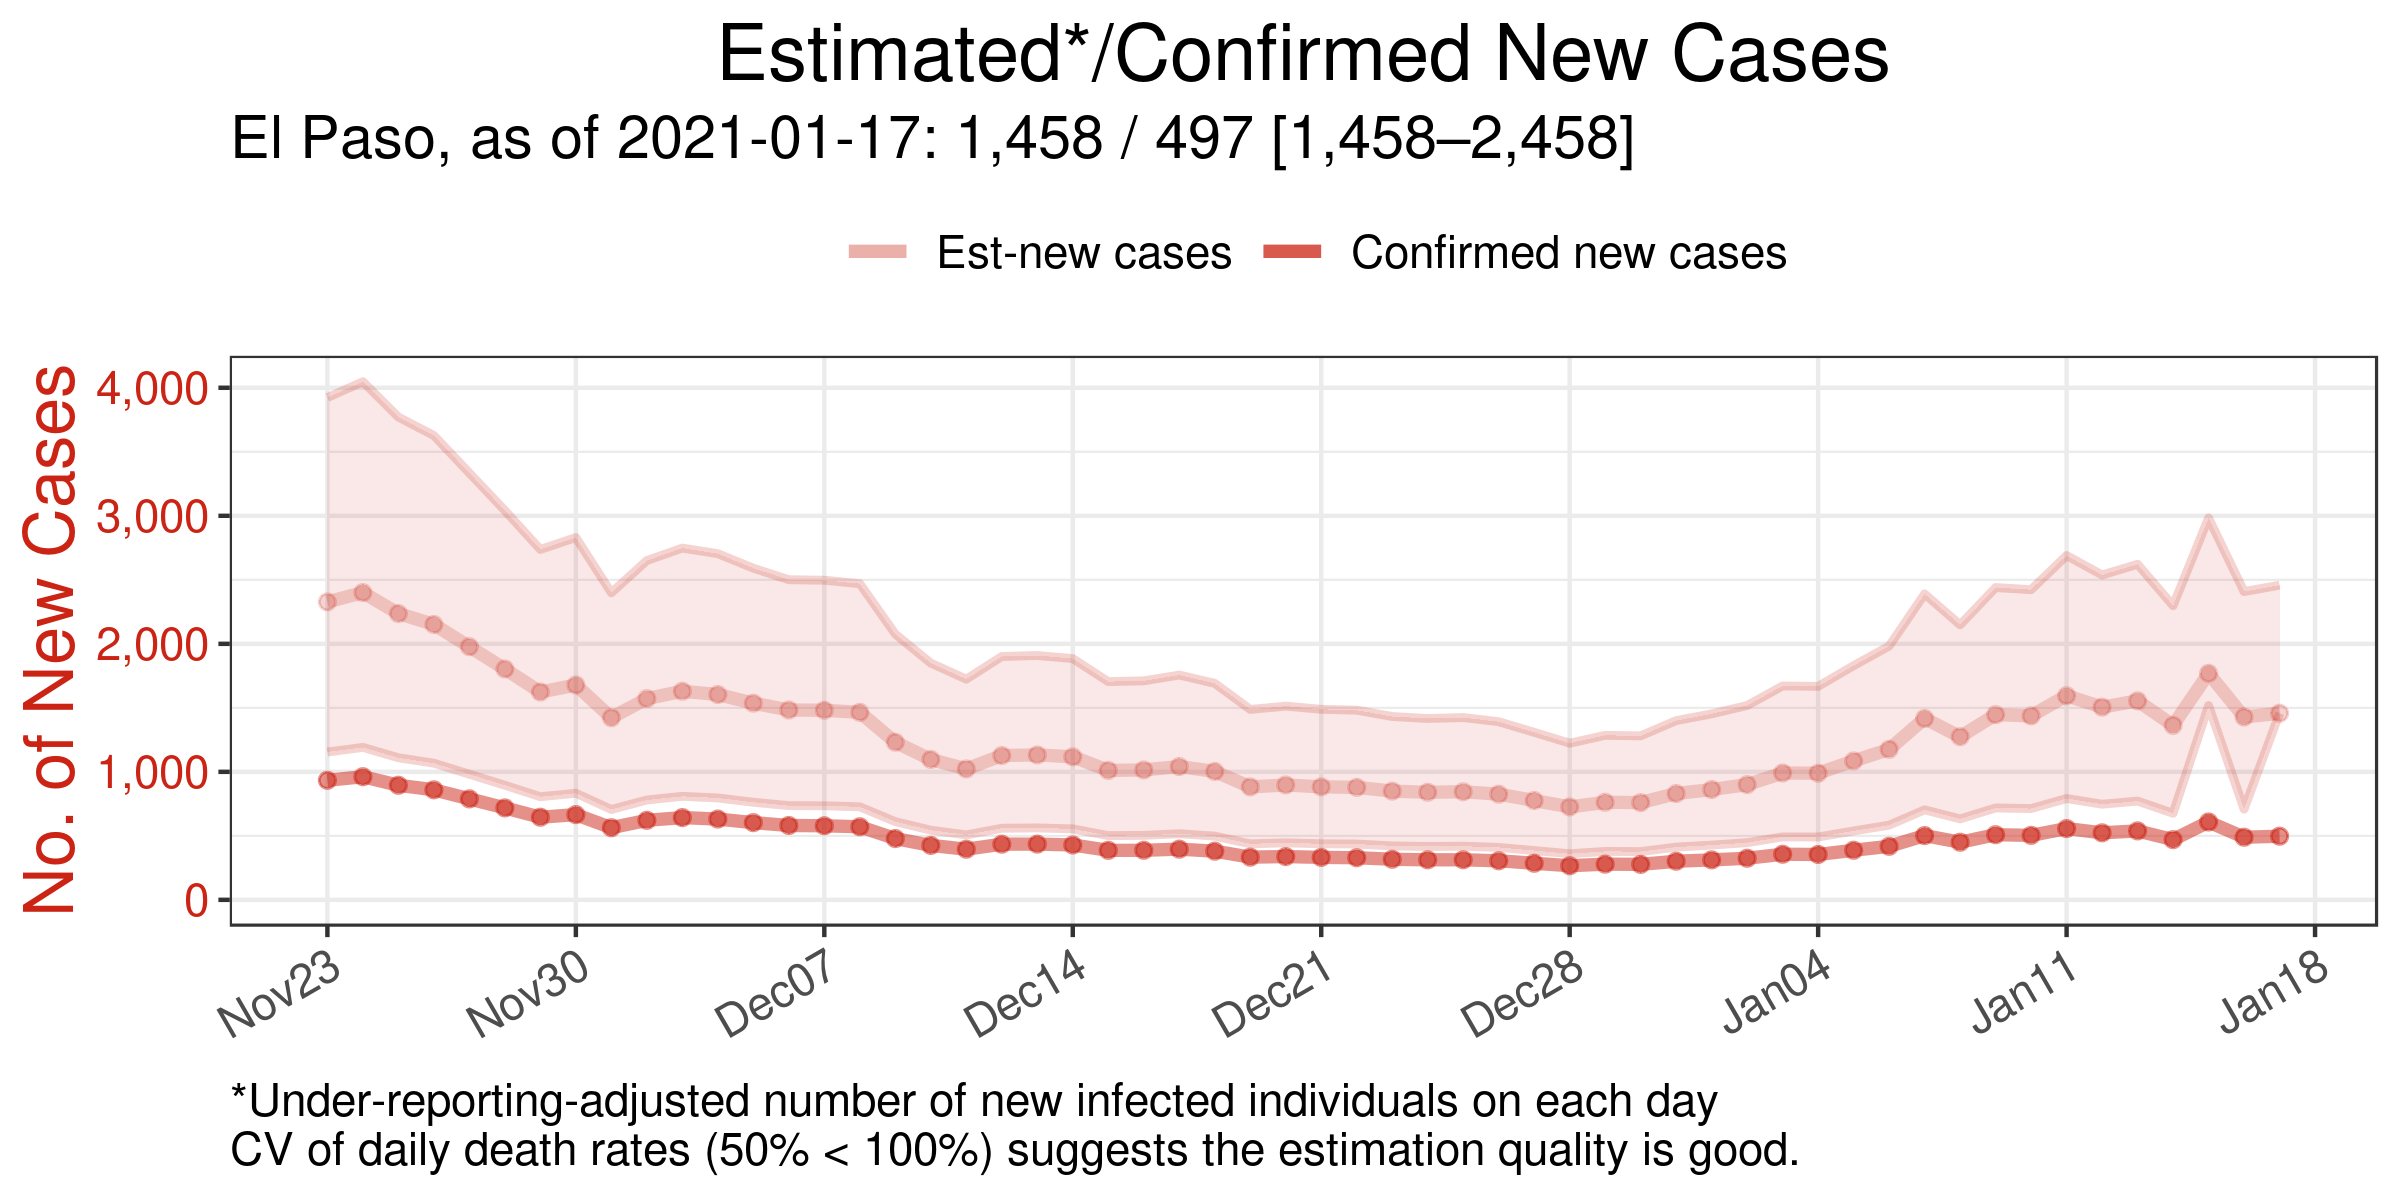 Estimated*/Confirmed New Cases
El Paso, as of 2021-01-17: 1,458 / 497 [1,458–2,458]
Est-new cases
Confirmed new cases
No. of New Cases
4,000
3,000
2,000
1,000
0
Nov23
Nov30
Dec07
Dec14
Dec21
Dec28
Jan04
Jan11
Jan18
*Under-reporting-adjusted number of new infected individuals on each day
CV of daily death rates (50% < 100%) suggests the estimation quality is good.